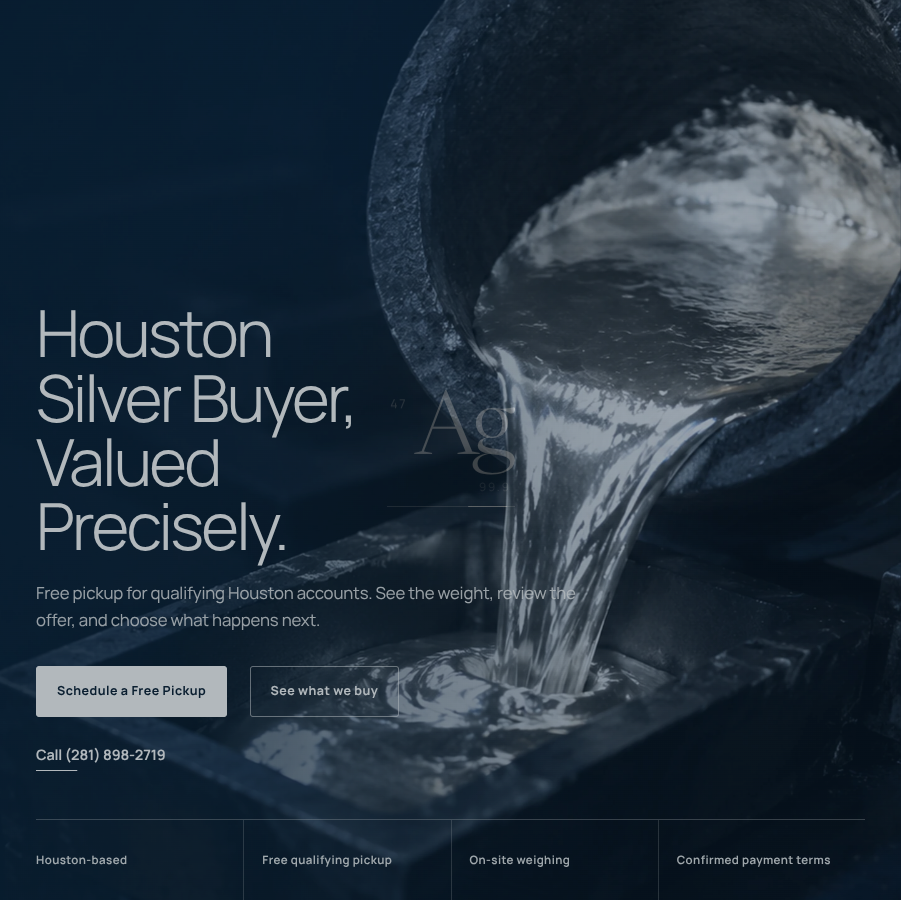 Houston
Silver Buyer,
Valued
Precisely.
47
Ag
Free pickup for qualifying Houston accounts. See the weight, review the
offer, and choose what happens next.
Schedule a Free Pickup
See what we buy
Call (281) 898-2719
Houston-based
Free qualifying pickup
On-site weighing
Confirmed payment terms